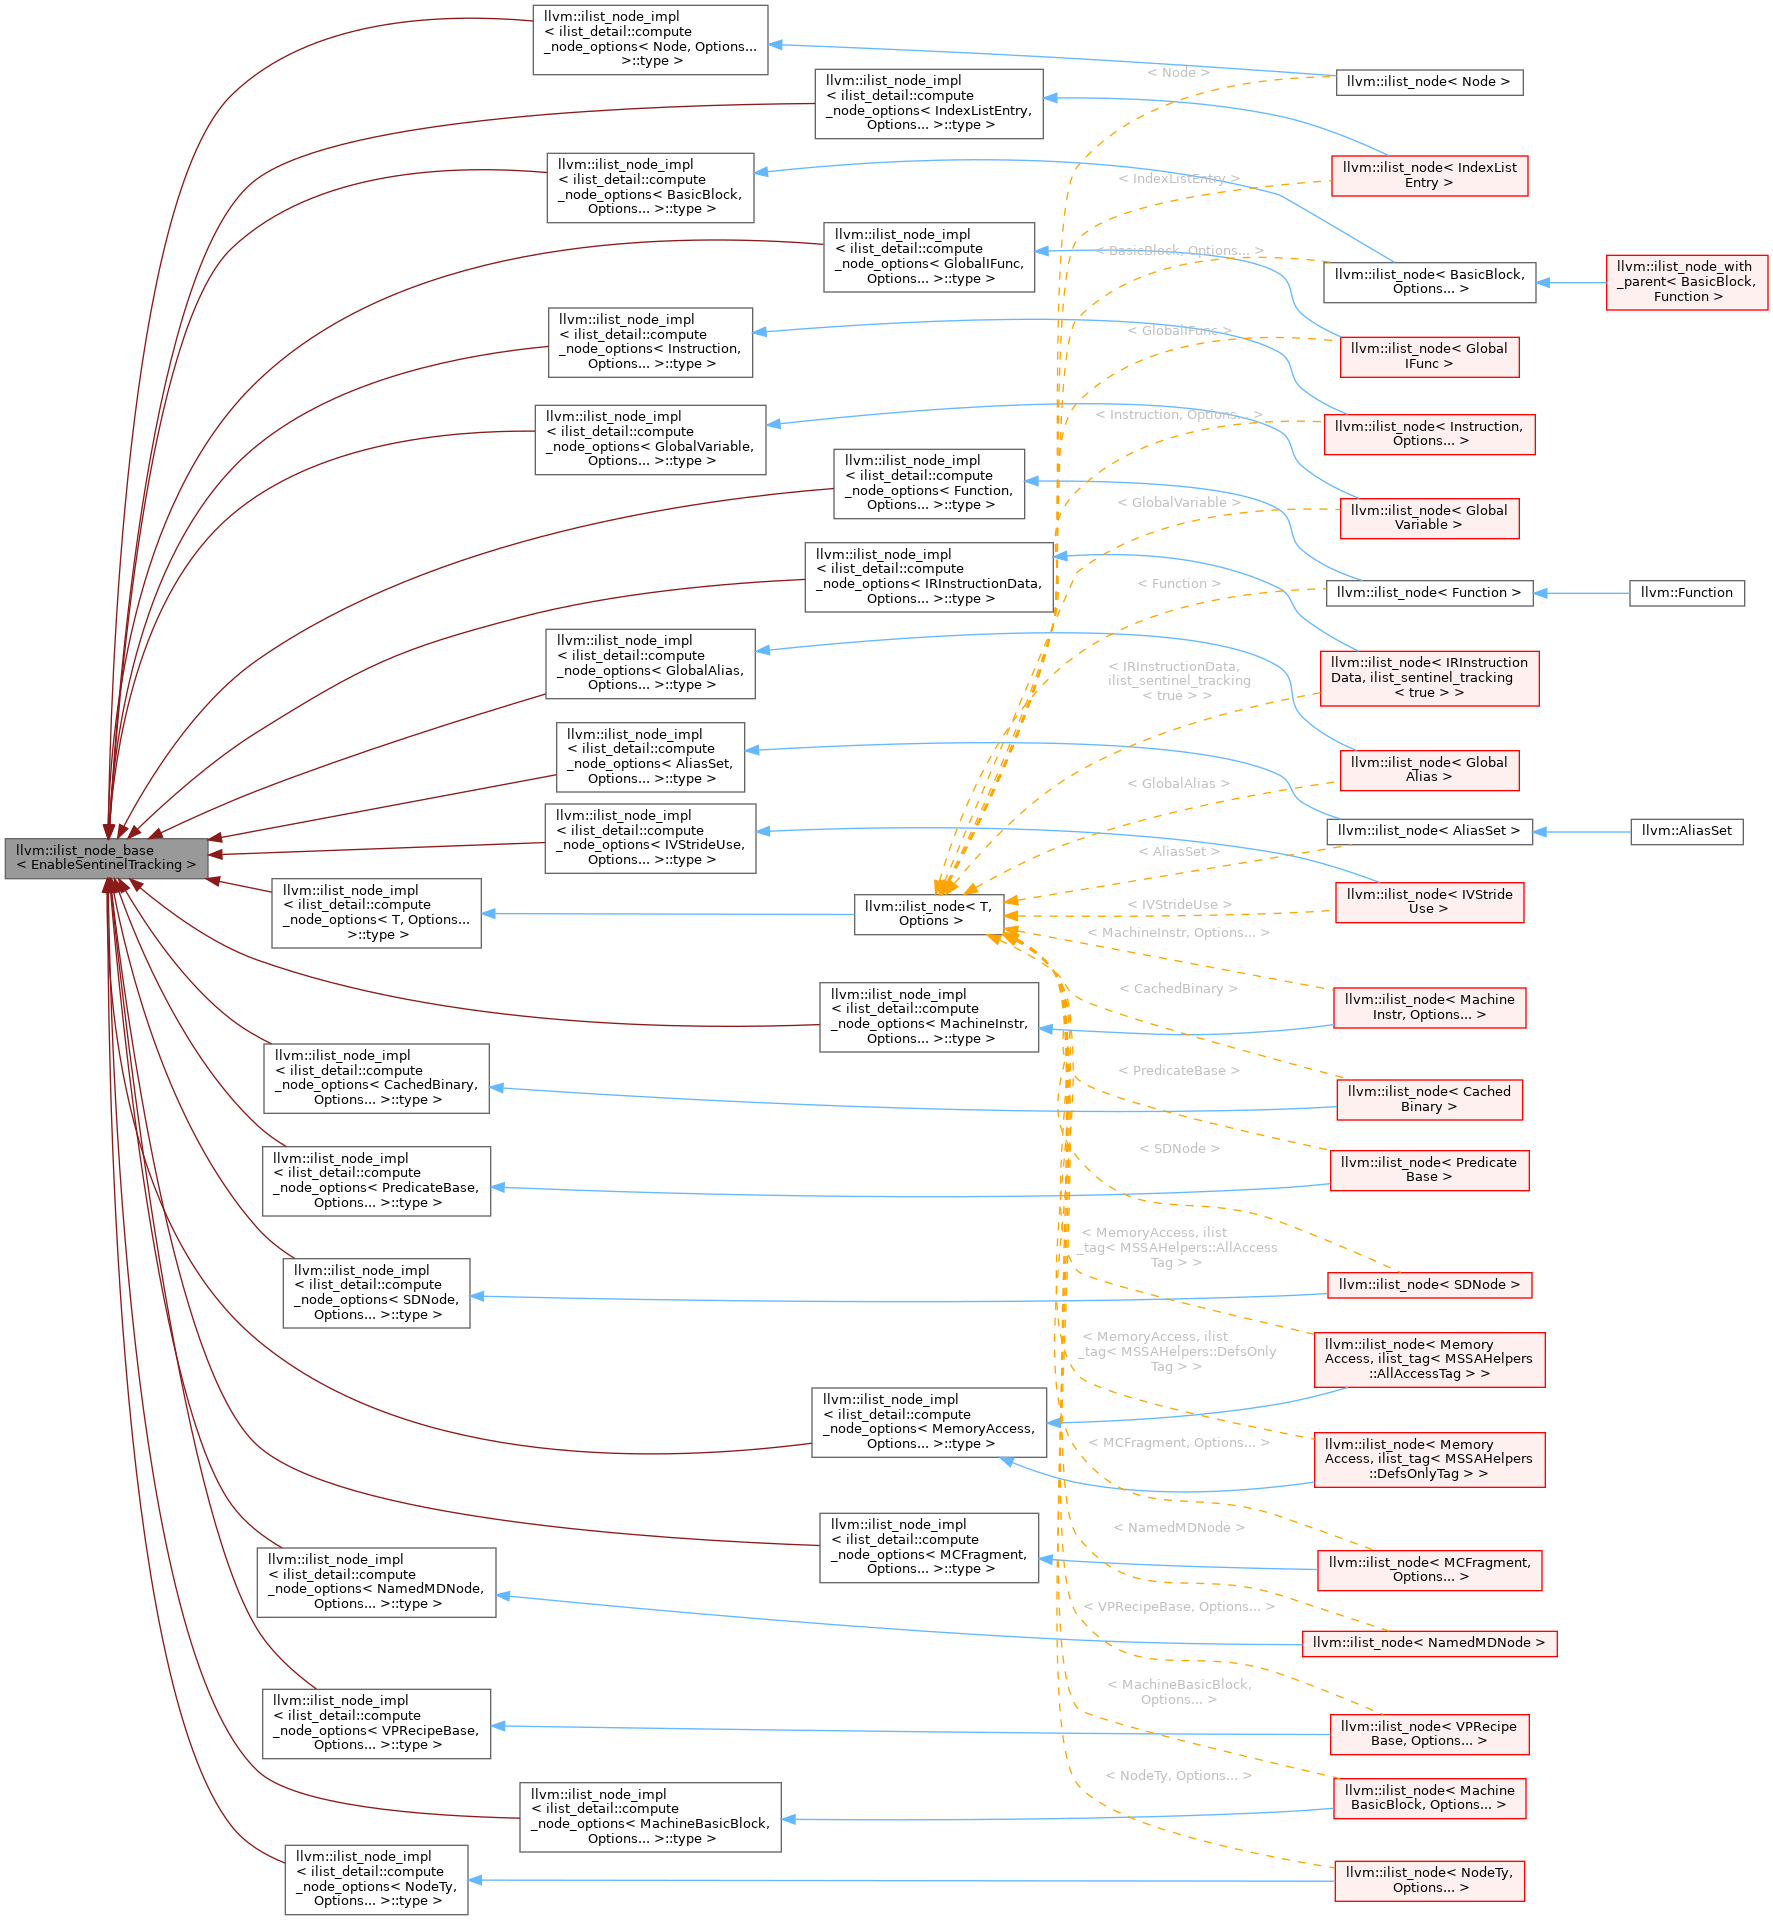 llvm::ilist_node_base
< EnableSentinelTracking >
llvm::ilist_node_impl
< ilist_detail::compute
_node_options< Node, Options...
>::type >
llvm::ilist_node_impl
< ilist_detail::compute
_node_options< IndexListEntry,
Options... >::type >
llvm::ilist_node_impl
< ilist_detail::compute
_node_options< BasicBlock,
Options... >::type >
llvm::ilist_node_impl
< ilist_detail::compute
_node_options< GlobalIFunc,
Options... >::type >
llvm::ilist_node_impl
< ilist_detail::compute
_node_options< Instruction,
Options... >::type >
llvm::ilist_node_impl
< ilist_detail::compute
_node_options< GlobalVariable,
Options... >::type >
llvm::ilist_node_impl
< ilist_detail::compute
_node_options< Function,
Options... >::type >
llvm::ilist_node_impl
< ilist_detail::compute
_node_options< IRInstructionData,
Options... >::type >
llvm::ilist_node_impl
< ilist_detail::compute
_node_options< GlobalAlias,
Options... >::type >
llvm::ilist_node_impl
< ilist_detail::compute
_node_options< AliasSet,
Options... >::type >
llvm::ilist_node_impl
< ilist_detail::compute
_node_options< IVStrideUse,
Options... >::type >
llvm::ilist_node_impl
< ilist_detail::compute
_node_options< T, Options...
>::type >
llvm::ilist_node_impl
< ilist_detail::compute
_node_options< MachineInstr,
Options... >::type >
llvm::ilist_node_impl
< ilist_detail::compute
_node_options< CachedBinary,
Options... >::type >
llvm::ilist_node_impl
< ilist_detail::compute
_node_options< PredicateBase,
Options... >::type >
llvm::ilist_node_impl
< ilist_detail::compute
_node_options< SDNode,
Options... >::type >
llvm::ilist_node_impl
< ilist_detail::compute
_node_options< MemoryAccess,
Options... >::type >
llvm::ilist_node_impl
< ilist_detail::compute
_node_options< MCFragment,
Options... >::type >
llvm::ilist_node_impl
< ilist_detail::compute
_node_options< NamedMDNode,
Options... >::type >
llvm::ilist_node_impl
< ilist_detail::compute
_node_options< VPRecipeBase,
Options... >::type >
llvm::ilist_node_impl
< ilist_detail::compute
_node_options< MachineBasicBlock,
Options... >::type >
llvm::ilist_node_impl
< ilist_detail::compute
_node_options< NodeTy,
Options... >::type >
llvm::ilist_node< T,
Options >
< Node >
< IndexListEntry >
< BasicBlock, Options... >
< GlobalIFunc >
< Instruction, Options... >
< GlobalVariable >
< Function >
< IRInstructionData,
ilist_sentinel_tracking
< true > >
< GlobalAlias >
< AliasSet >
< IVStrideUse >
< MachineInstr, Options... >
< CachedBinary >
< PredicateBase >
< SDNode >
< MemoryAccess, ilist
_tag< MSSAHelpers::AllAccess
Tag > >
< MemoryAccess, ilist
_tag< MSSAHelpers::DefsOnly
Tag > >
< MCFragment, Options... >
< NamedMDNode >
< VPRecipeBase, Options... >
< MachineBasicBlock,
Options... >
< NodeTy, Options... >
llvm::ilist_node< Node >
llvm::ilist_node< IndexList
Entry >
llvm::ilist_node< BasicBlock,
Options... >
llvm::ilist_node_with
_parent< BasicBlock,
Function >
llvm::ilist_node< Global
IFunc >
llvm::ilist_node< Instruction,
Options... >
llvm::ilist_node< Global
Variable >
llvm::ilist_node< Function >
llvm::Function
llvm::ilist_node< IRInstruction
Data, ilist_sentinel_tracking
< true > >
llvm::ilist_node< Global
Alias >
llvm::ilist_node< AliasSet >
llvm::AliasSet
llvm::ilist_node< IVStride
Use >
llvm::ilist_node< Machine
Instr, Options... >
llvm::ilist_node< Cached
Binary >
llvm::ilist_node< Predicate
Base >
llvm::ilist_node< SDNode >
llvm::ilist_node< Memory
Access, ilist_tag< MSSAHelpers
::AllAccessTag > >
llvm::ilist_node< Memory
Access, ilist_tag< MSSAHelpers
::DefsOnlyTag > >
llvm::ilist_node< MCFragment,
Options... >
llvm::ilist_node< NamedMDNode >
llvm::ilist_node< VPRecipe
Base, Options... >
llvm::ilist_node< Machine
BasicBlock, Options... >
llvm::ilist_node< NodeTy,
Options... >